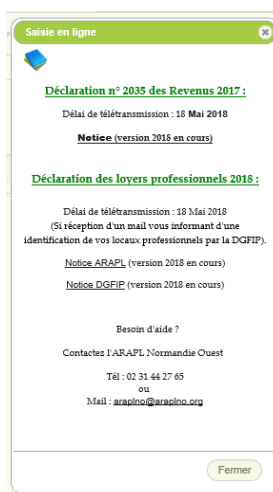 Saisie en ligne
Déclaration n° 2035 des Revenus 2017 :
Délai de télétransmission : 18 Mai 2018
Notice (version 2018 en cours)
Déclaration des loyers professionnels 2018 :
Délai de télétransmission : 18 Mai 2018
(Si réception d'un mail vous informant d'une
identification de vos locaux professionnels par la DGFIP).
Notice ARAPL (version 2018 en cours)
Notice DGFIP (version 2018 en cours)
Besoin d'aide ?
Contactez l'ARAPL Normandie Ouest
Tél : 02 31 44 27 65
ou
Mail : araplno@araplno.org
Fermer